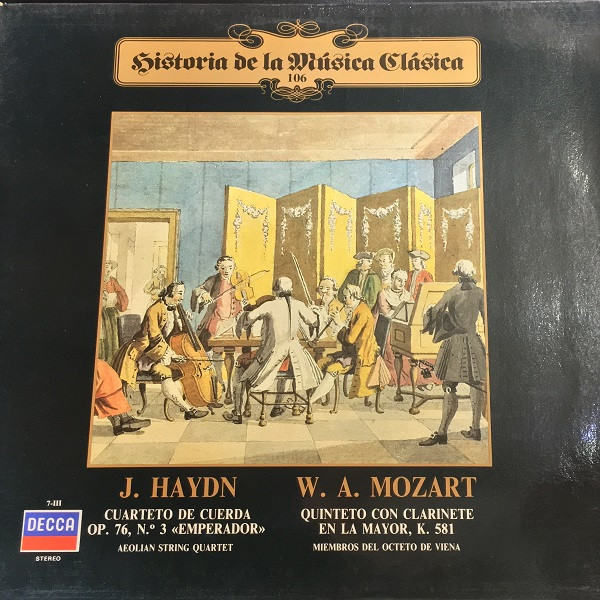 Historia de la Música Clásica
106
J. HAYDN
CUARTETO DE CUERDA
OP. 76, N.º 3 «EMPERADOR»
AEOLIAN STRING QUARTET
W. A. MOZART
QUINTETO CON CLARINETE
EN LA MAYOR, K. 581
MIEMBROS DEL OCTETO DE VIENA
7-III
DECCA
STEREO